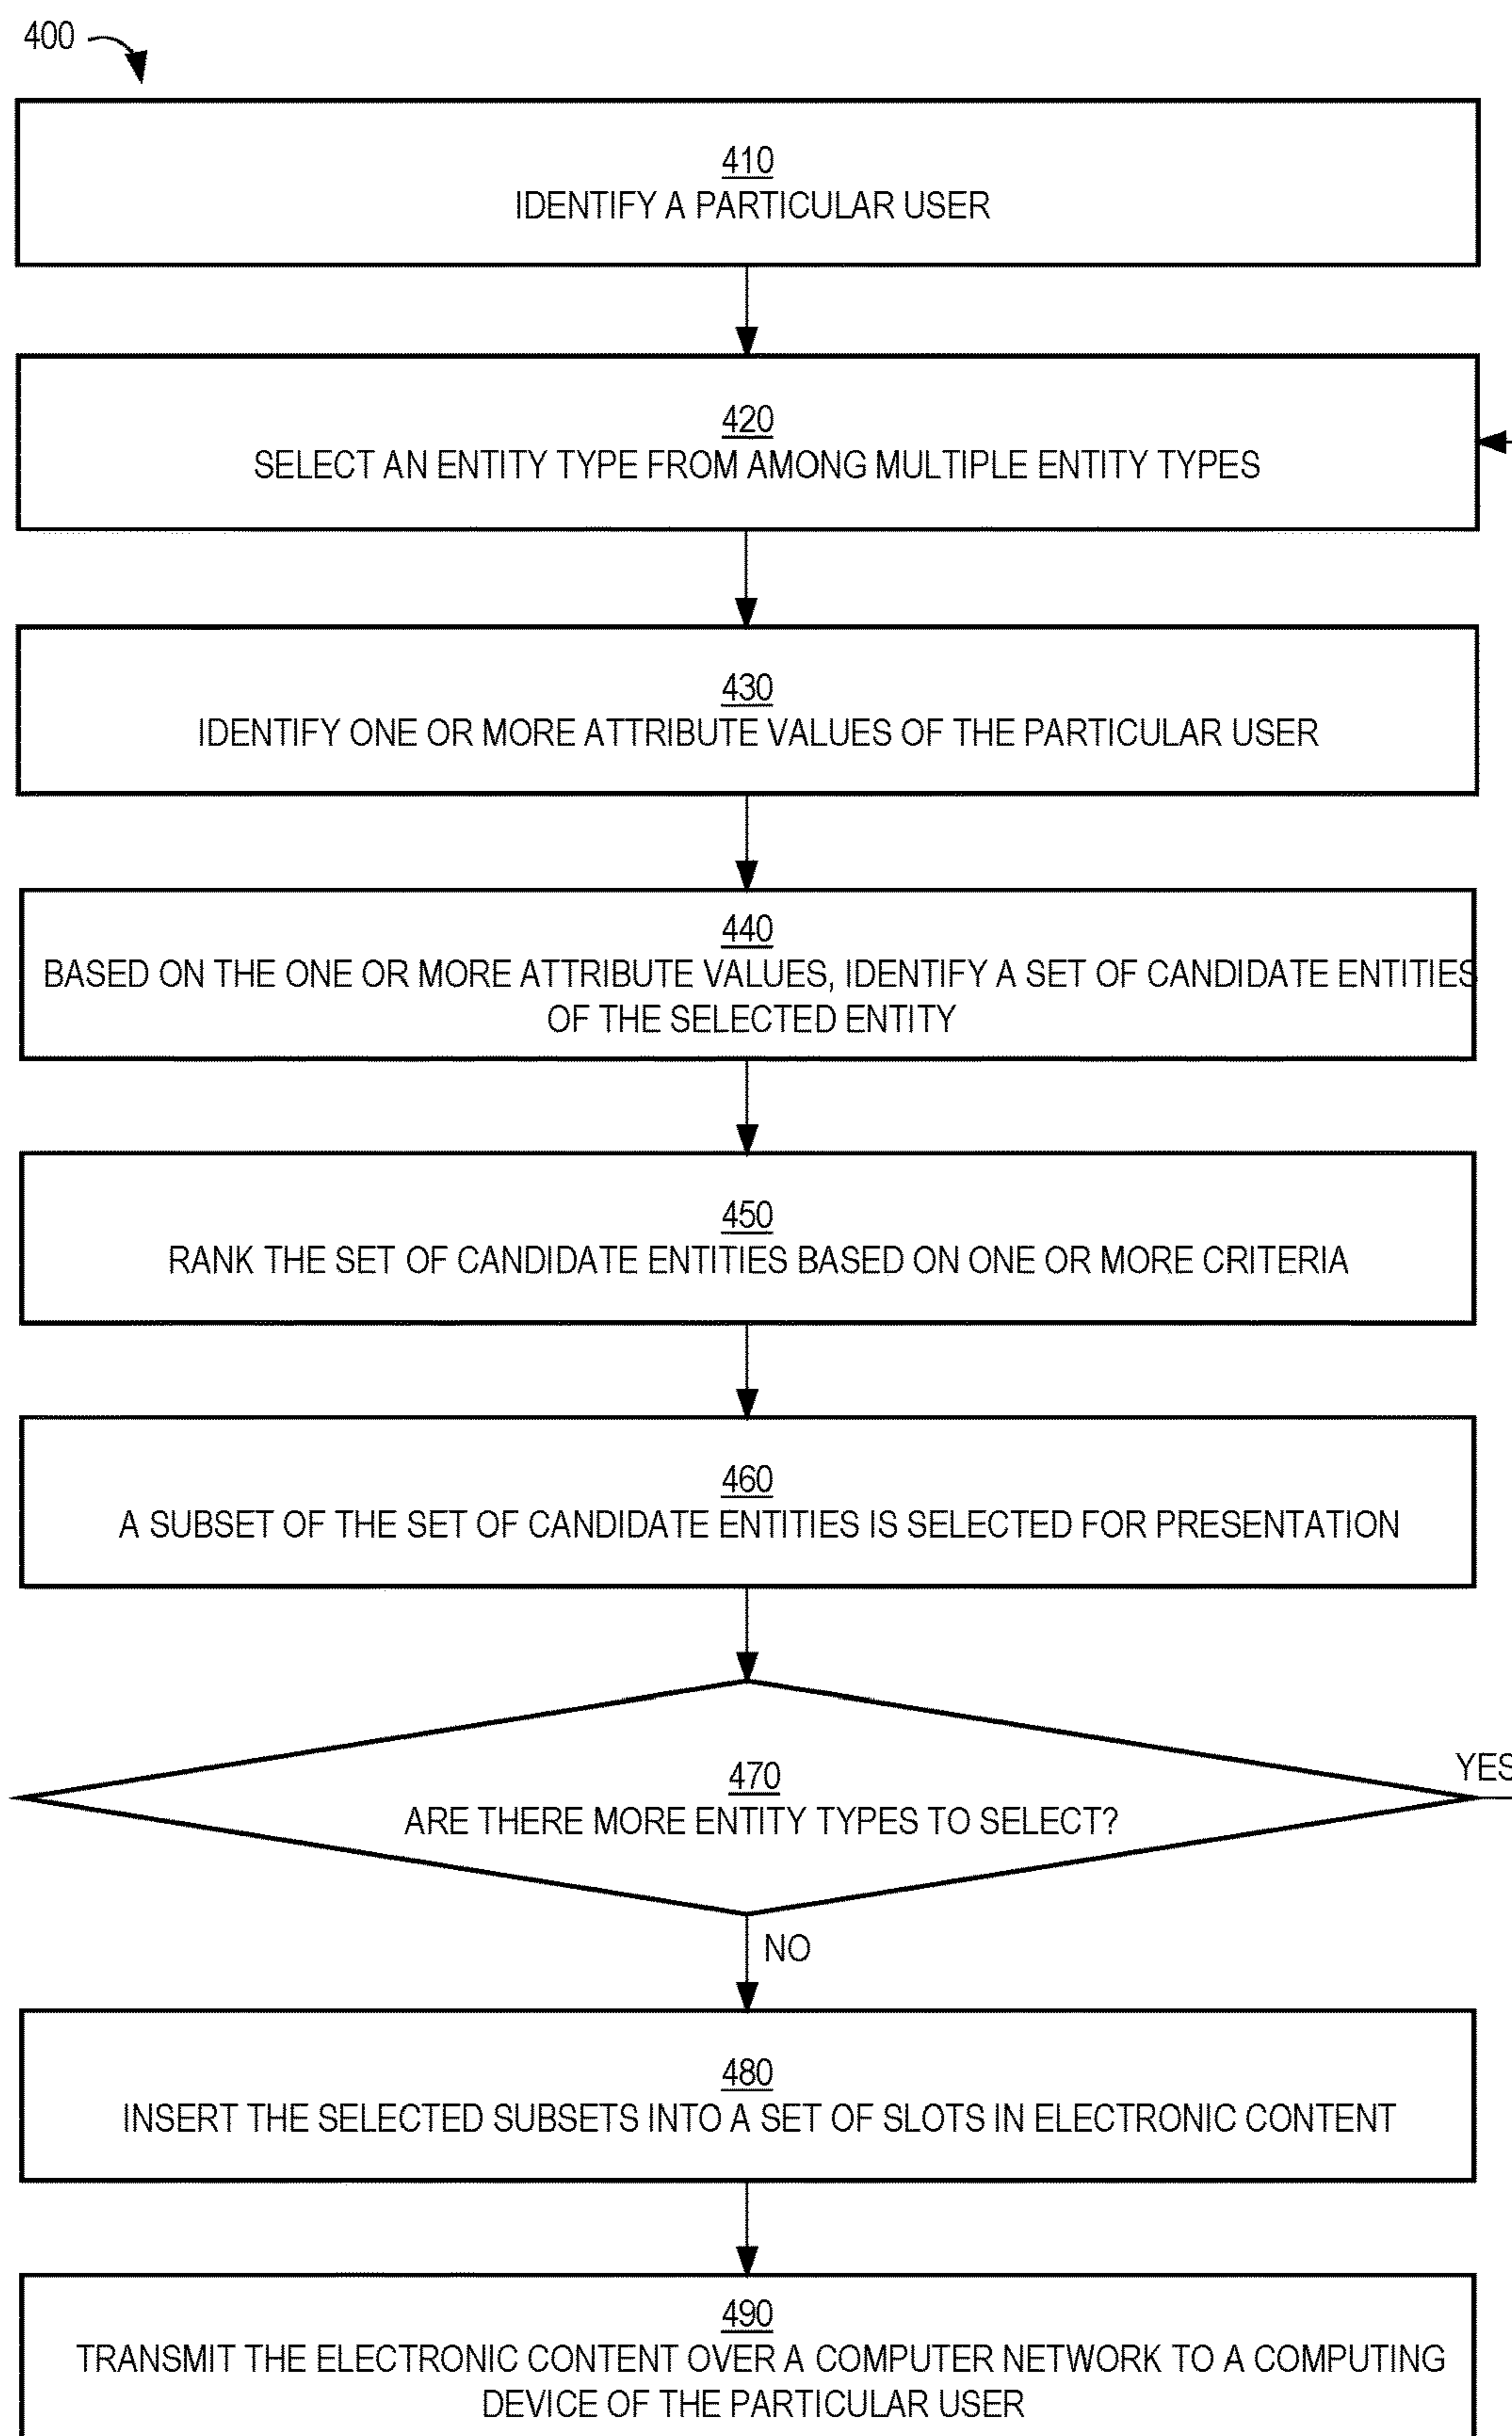 400
410
IDENTIFY A PARTICULAR USER
420
SELECT AN ENTITY TYPE FROM AMONG MULTIPLE ENTITY TYPES
430
IDENTIFY ONE OR MORE ATTRIBUTE VALUES OF THE PARTICULAR USER
440
BASED ON THE ONE OR MORE ATTRIBUTE VALUES, IDENTIFY A SET OF CANDIDATE ENTITIES
OF THE SELECTED ENTITY
450
RANK THE SET OF CANDIDATE ENTITIES BASED ON ONE OR MORE CRITERIA
460
A SUBSET OF THE SET OF CANDIDATE ENTITIES IS SELECTED FOR PRESENTATION
470
ARE THERE MORE ENTITY TYPES TO SELECT?
YES
NO
480
INSERT THE SELECTED SUBSETS INTO A SET OF SLOTS IN ELECTRONIC CONTENT
490
TRANSMIT THE ELECTRONIC CONTENT OVER A COMPUTER NETWORK TO A COMPUTING
DEVICE OF THE PARTICULAR USER